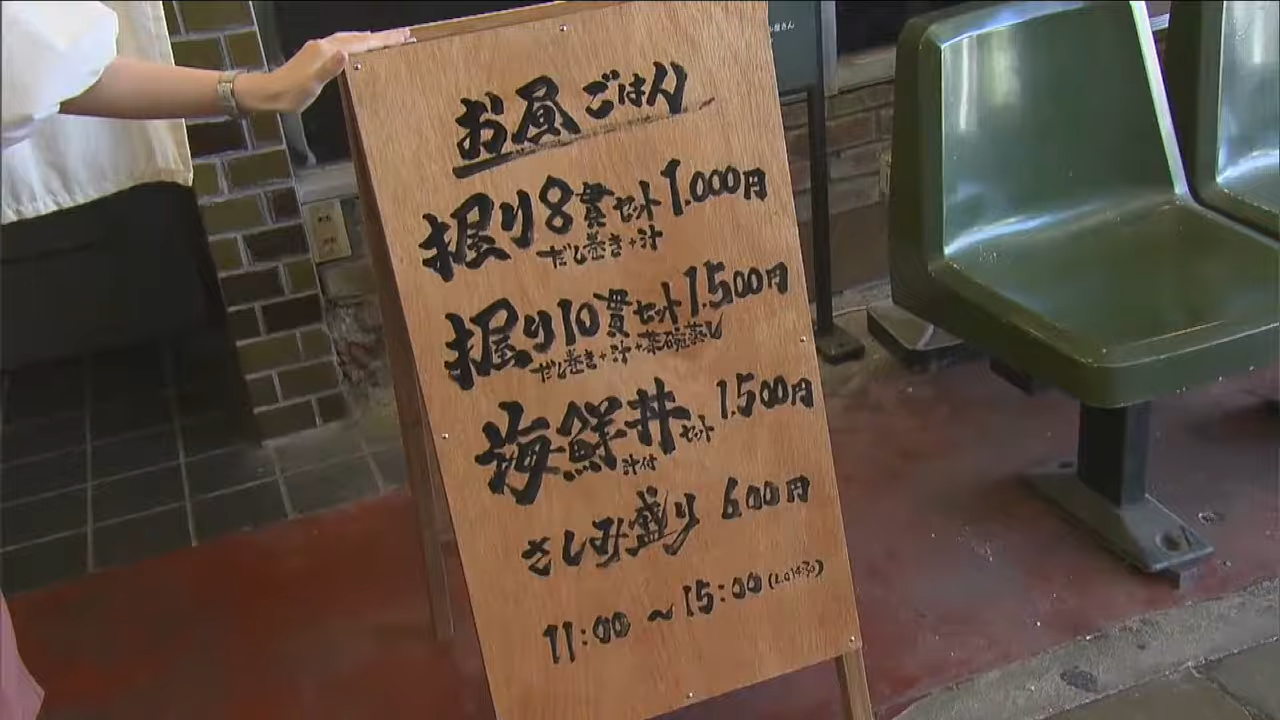 お昼ごはん
握り8貫セット 1.000円
だし巻き+汁
握り10貫セット 1.500円
だし巻き+汁+茶碗蒸し
海鮮丼セット 1.500円
汁付
さしみ盛り 600円
11:00〜15:00(L.O14:30)